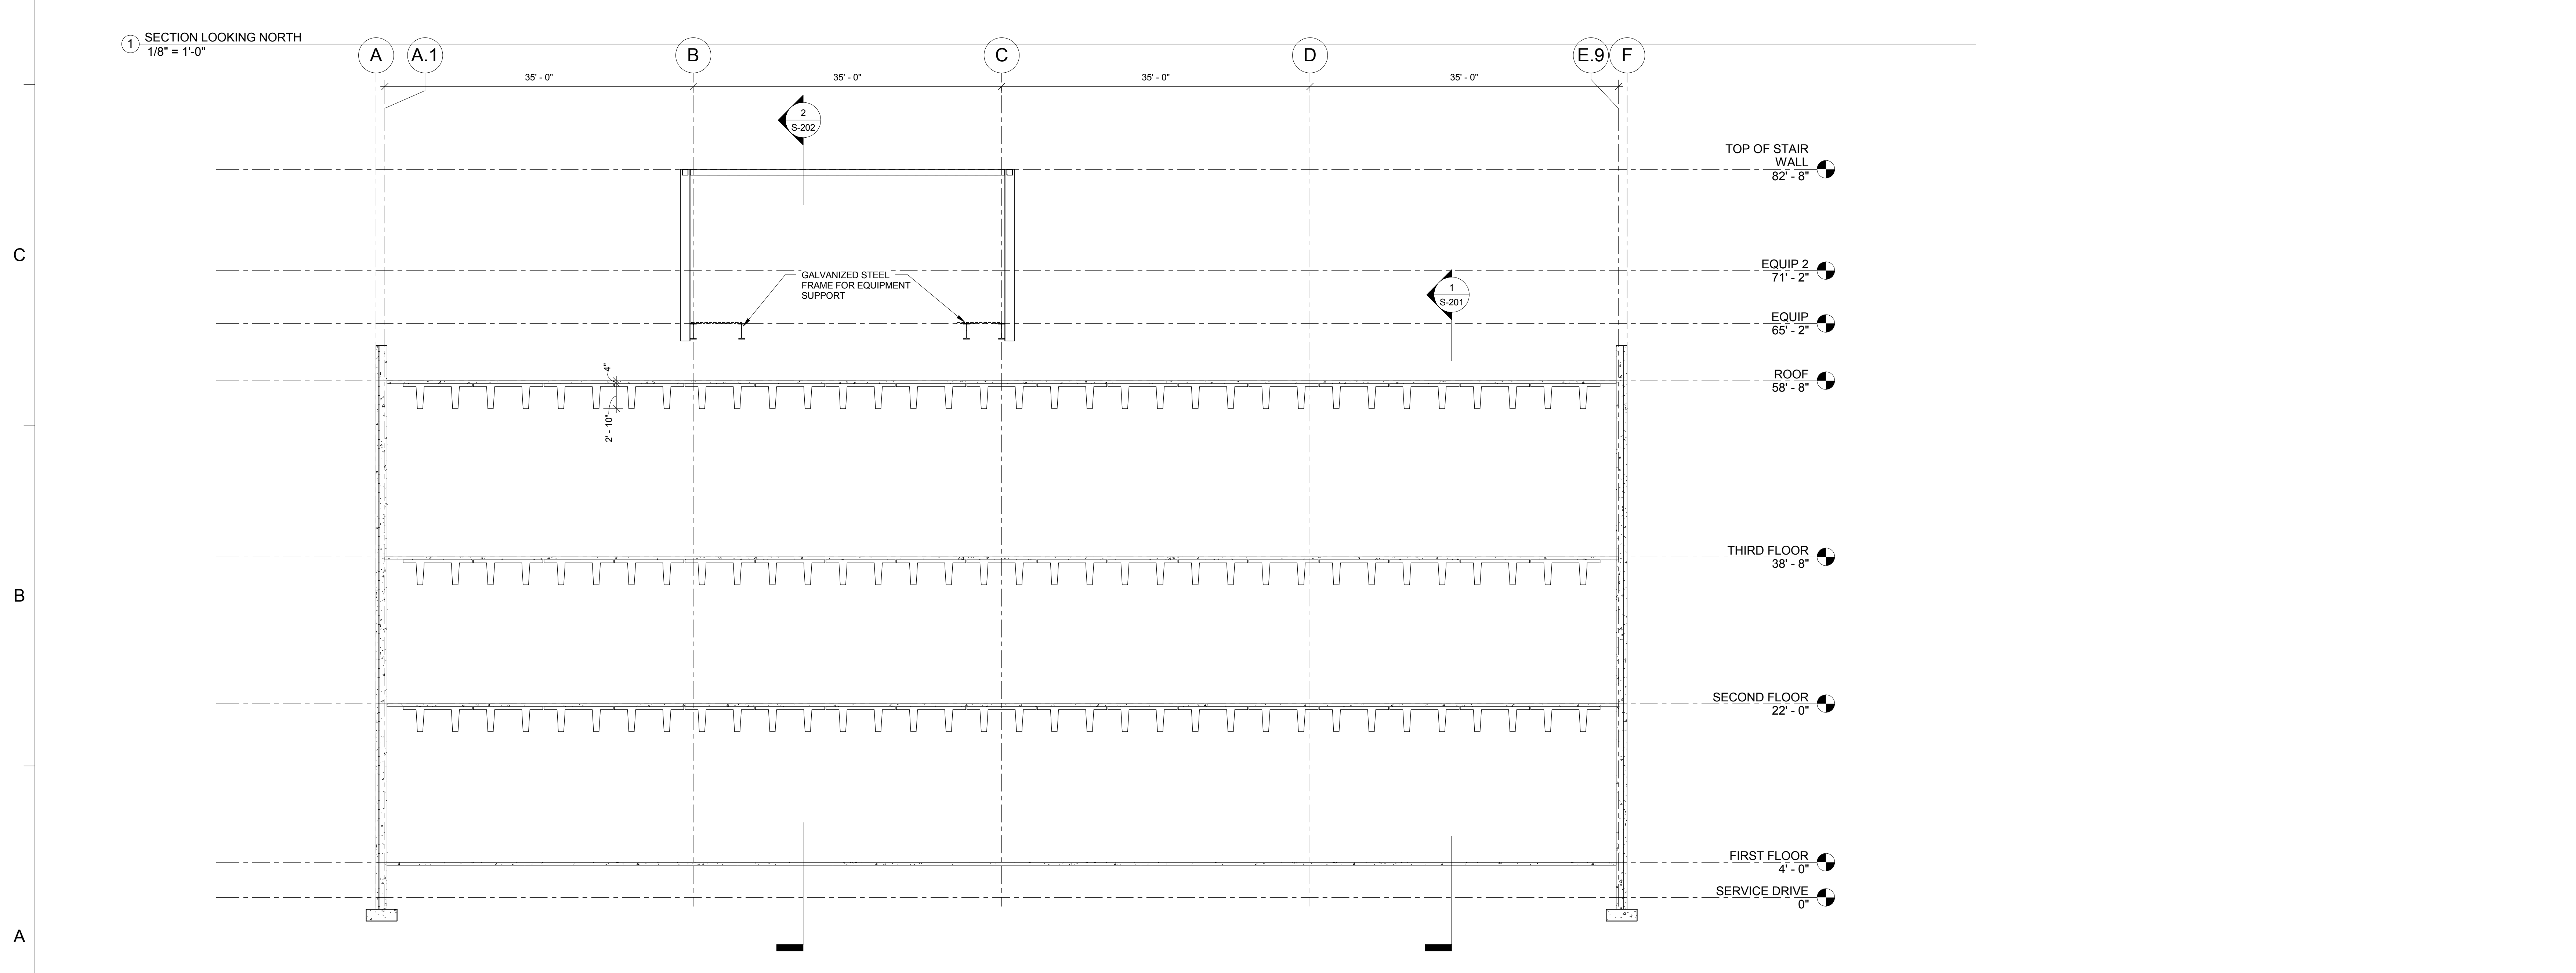 1 SECTION LOOKING NORTH
1/8" = 1'-0"
A A.1 B C D E.9 F
35' - 0" 35' - 0" 35' - 0" 35' - 0"
2
S-202
TOP OF STAIR
WALL
82' - 8"
C
EQUIP 2
71' - 2"
GALVANIZED STEEL
FRAME FOR EQUIPMENT
SUPPORT
1
S-201
EQUIP
65' - 2"
4"
2' - 10"
ROOF
58' - 8"
THIRD FLOOR
38' - 8"
B
SECOND FLOOR
22' - 0"
FIRST FLOOR
4' - 0"
SERVICE DRIVE
0"
A